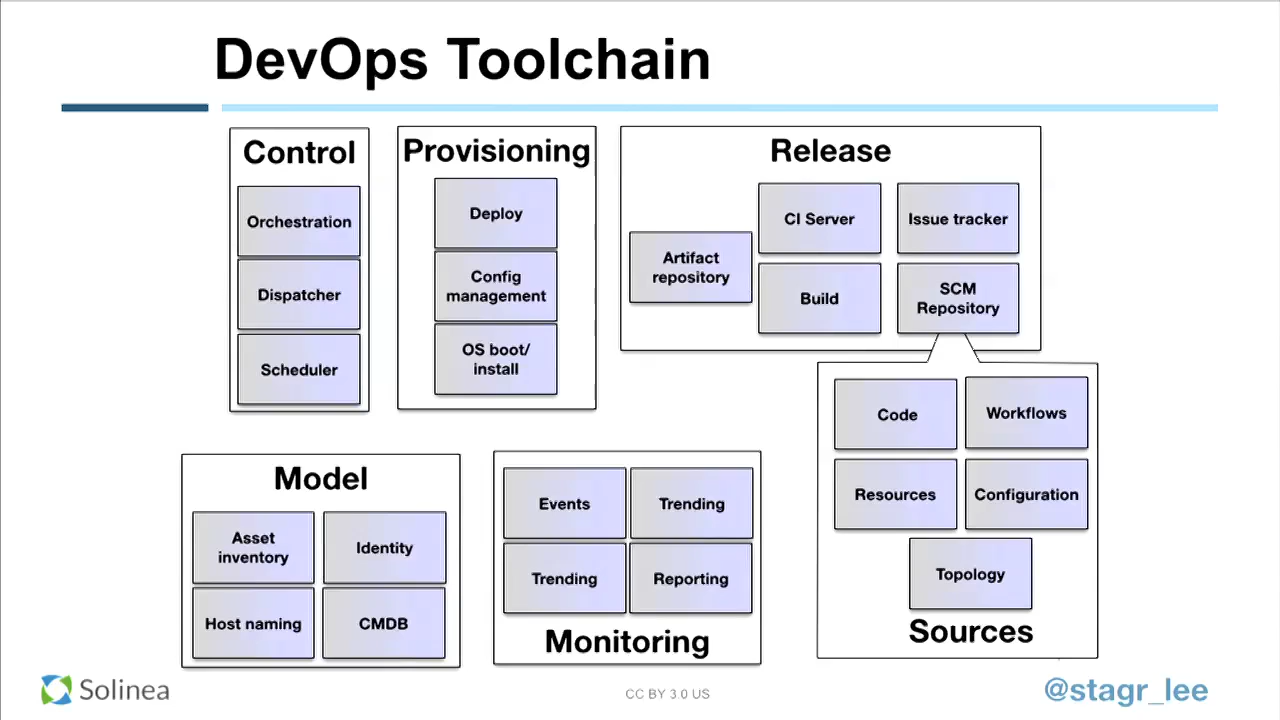 DevOps Toolchain
Control
Orchestration
Dispatcher
Scheduler
Provisioning
Deploy
Config
management
OS boot/
install
Release
Artifact
repository
CI Server
Issue tracker
Build
SCM
Repository
Code
Workflows
Resources
Configuration
Topology
Sources
Model
Asset
inventory
Identity
Host naming
CMDB
Events
Trending
Trending
Reporting
Monitoring
Solinea
CC BY 3.0 US
@stagr_lee